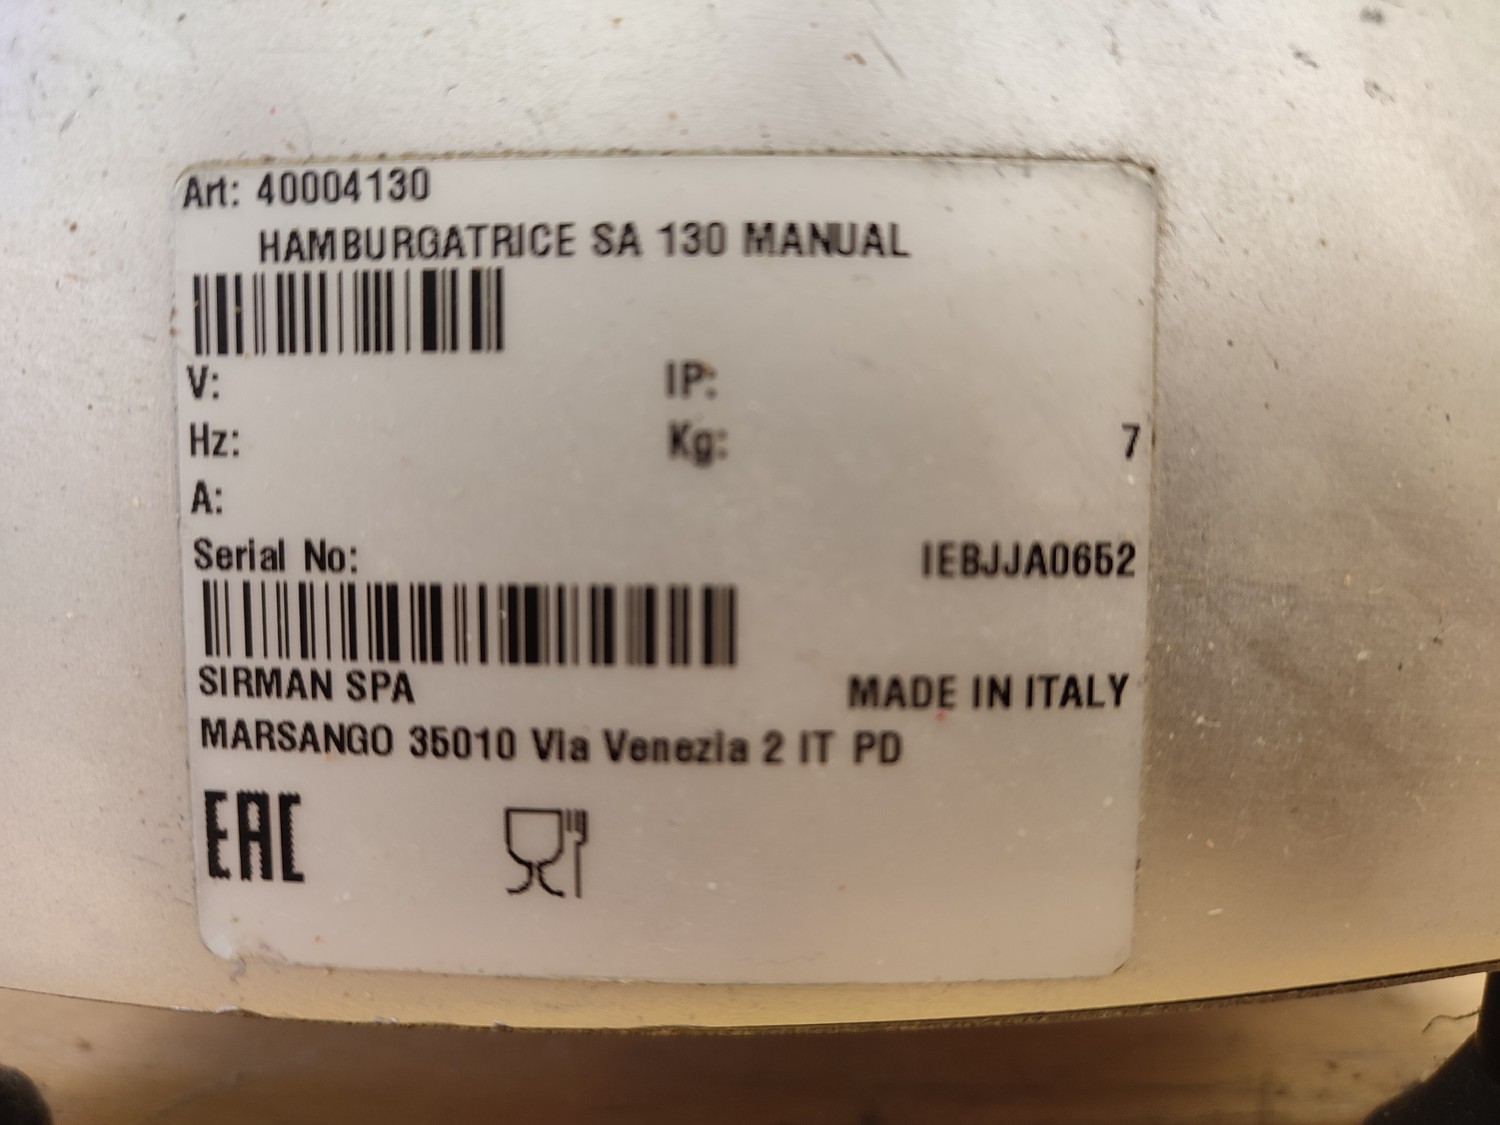 Art: 40004130
HAMBURGATRICE SA 130 MANUAL
V: IP:
Hz: Kg: 7
A:
Serial No: IEBJJA0652
SIRMAN SPA MADE IN ITALY
MARSANGO 35010 Via Venezia 2 IT PD
EAC